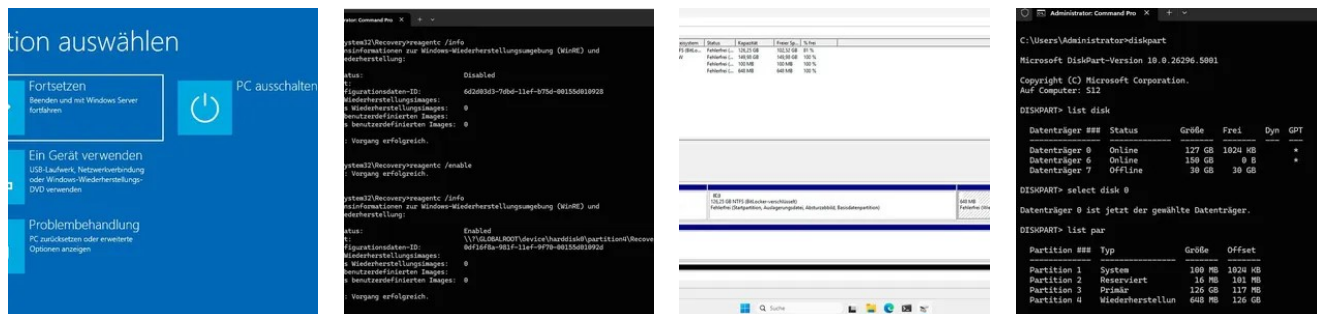 tion auswählen
Fortsetzen
Beenden und mit Windows Server
fortfahren
PC ausschalten
Ein Gerät verwenden
USB-Laufwerk, Netzwerkverbindung
oder Windows-Wiederherstellungs-
DVD verwenden
Problembehandlung
PC zurücksetzen oder erweiterte
Optionen anzeigen
rator: Command Pro
ystem32\Recovery>reagentc /info
nsinformationen zur Windows-Wiederherstellungsumgebung (WinRE) und
ederherstellung:
atus: Disabled
t:
figurationsdaten-ID: 6d2d03d3-7dbd-11ef-b75d-00155d010928
Wiederherstellungsimages:
s Wiederherstellungsimages: 0
benutzerdefinierten Images:
s benutzerdefinierten Images: 0
: Vorgang erfolgreich.
ystem32\Recovery>reagentc /enable
: Vorgang erfolgreich.
ystem32\Recovery>reagentc /info
nsinformationen zur Windows-Wiederherstellungsumgebung (WinRE) und
ederherstellung:
atus: Enabled
t: \\?\GLOBALROOT\device\harddisk0\partition4\Recove
figurationsdaten-ID: 0df16f8a-981f-11ef-9f70-00155d01092d
Wiederherstellungsimages:
s Wiederherstellungsimages: 0
benutzerdefinierten Images:
s benutzerdefinierten Images: 0
: Vorgang erfolgreich.
Status Kapazität Freier Sp... % frei
Fehlerfrei (... 126,25 GB 102,32 GB 81 %
Fehlerfrei (... 149,98 GB 149,90 GB 100 %
Fehlerfrei (... 100 MB 100 MB 100 %
Fehlerfrei (... 648 MB 648 MB 100 %
126,25 GB NTFS (BitLocker-verschlüsselt)
Fehlerfrei (Startpartition, Auslagerungsdatei, Absturzabbild, Basisdatenpartition)
648 MB
Suche
Administrator: Command Pro
C:\Users\Administrator>diskpart
Microsoft DiskPart-Version 10.0.26296.5001
Copyright (C) Microsoft Corporation.
Auf Computer: S12
DISKPART> list disk
Datenträger ### Status Größe Frei Dyn GPT
Datenträger 0 Online 127 GB 1024 KB *
Datenträger 6 Online 150 GB 0 B *
Datenträger 7 Offline 30 GB 30 GB
DISKPART> select disk 0
Datenträger 0 ist jetzt der gewählte Datenträger.
DISKPART> list par
Partition ### Typ Größe Offset
Partition 1 System 100 MB 1024 KB
Partition 2 Reserviert 16 MB 101 MB
Partition 3 Primär 126 GB 117 MB
Partition 4 Wiederherstellun 648 MB 126 GB